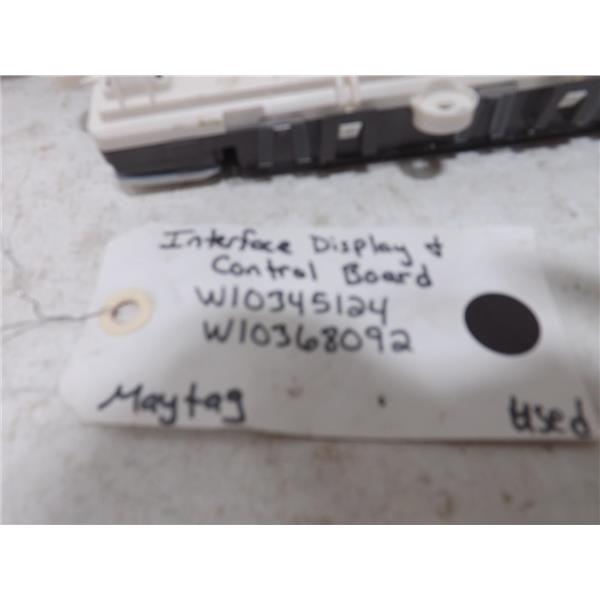 Interface Display &
Control Board
W10345124
W10368092
Maytag
Used